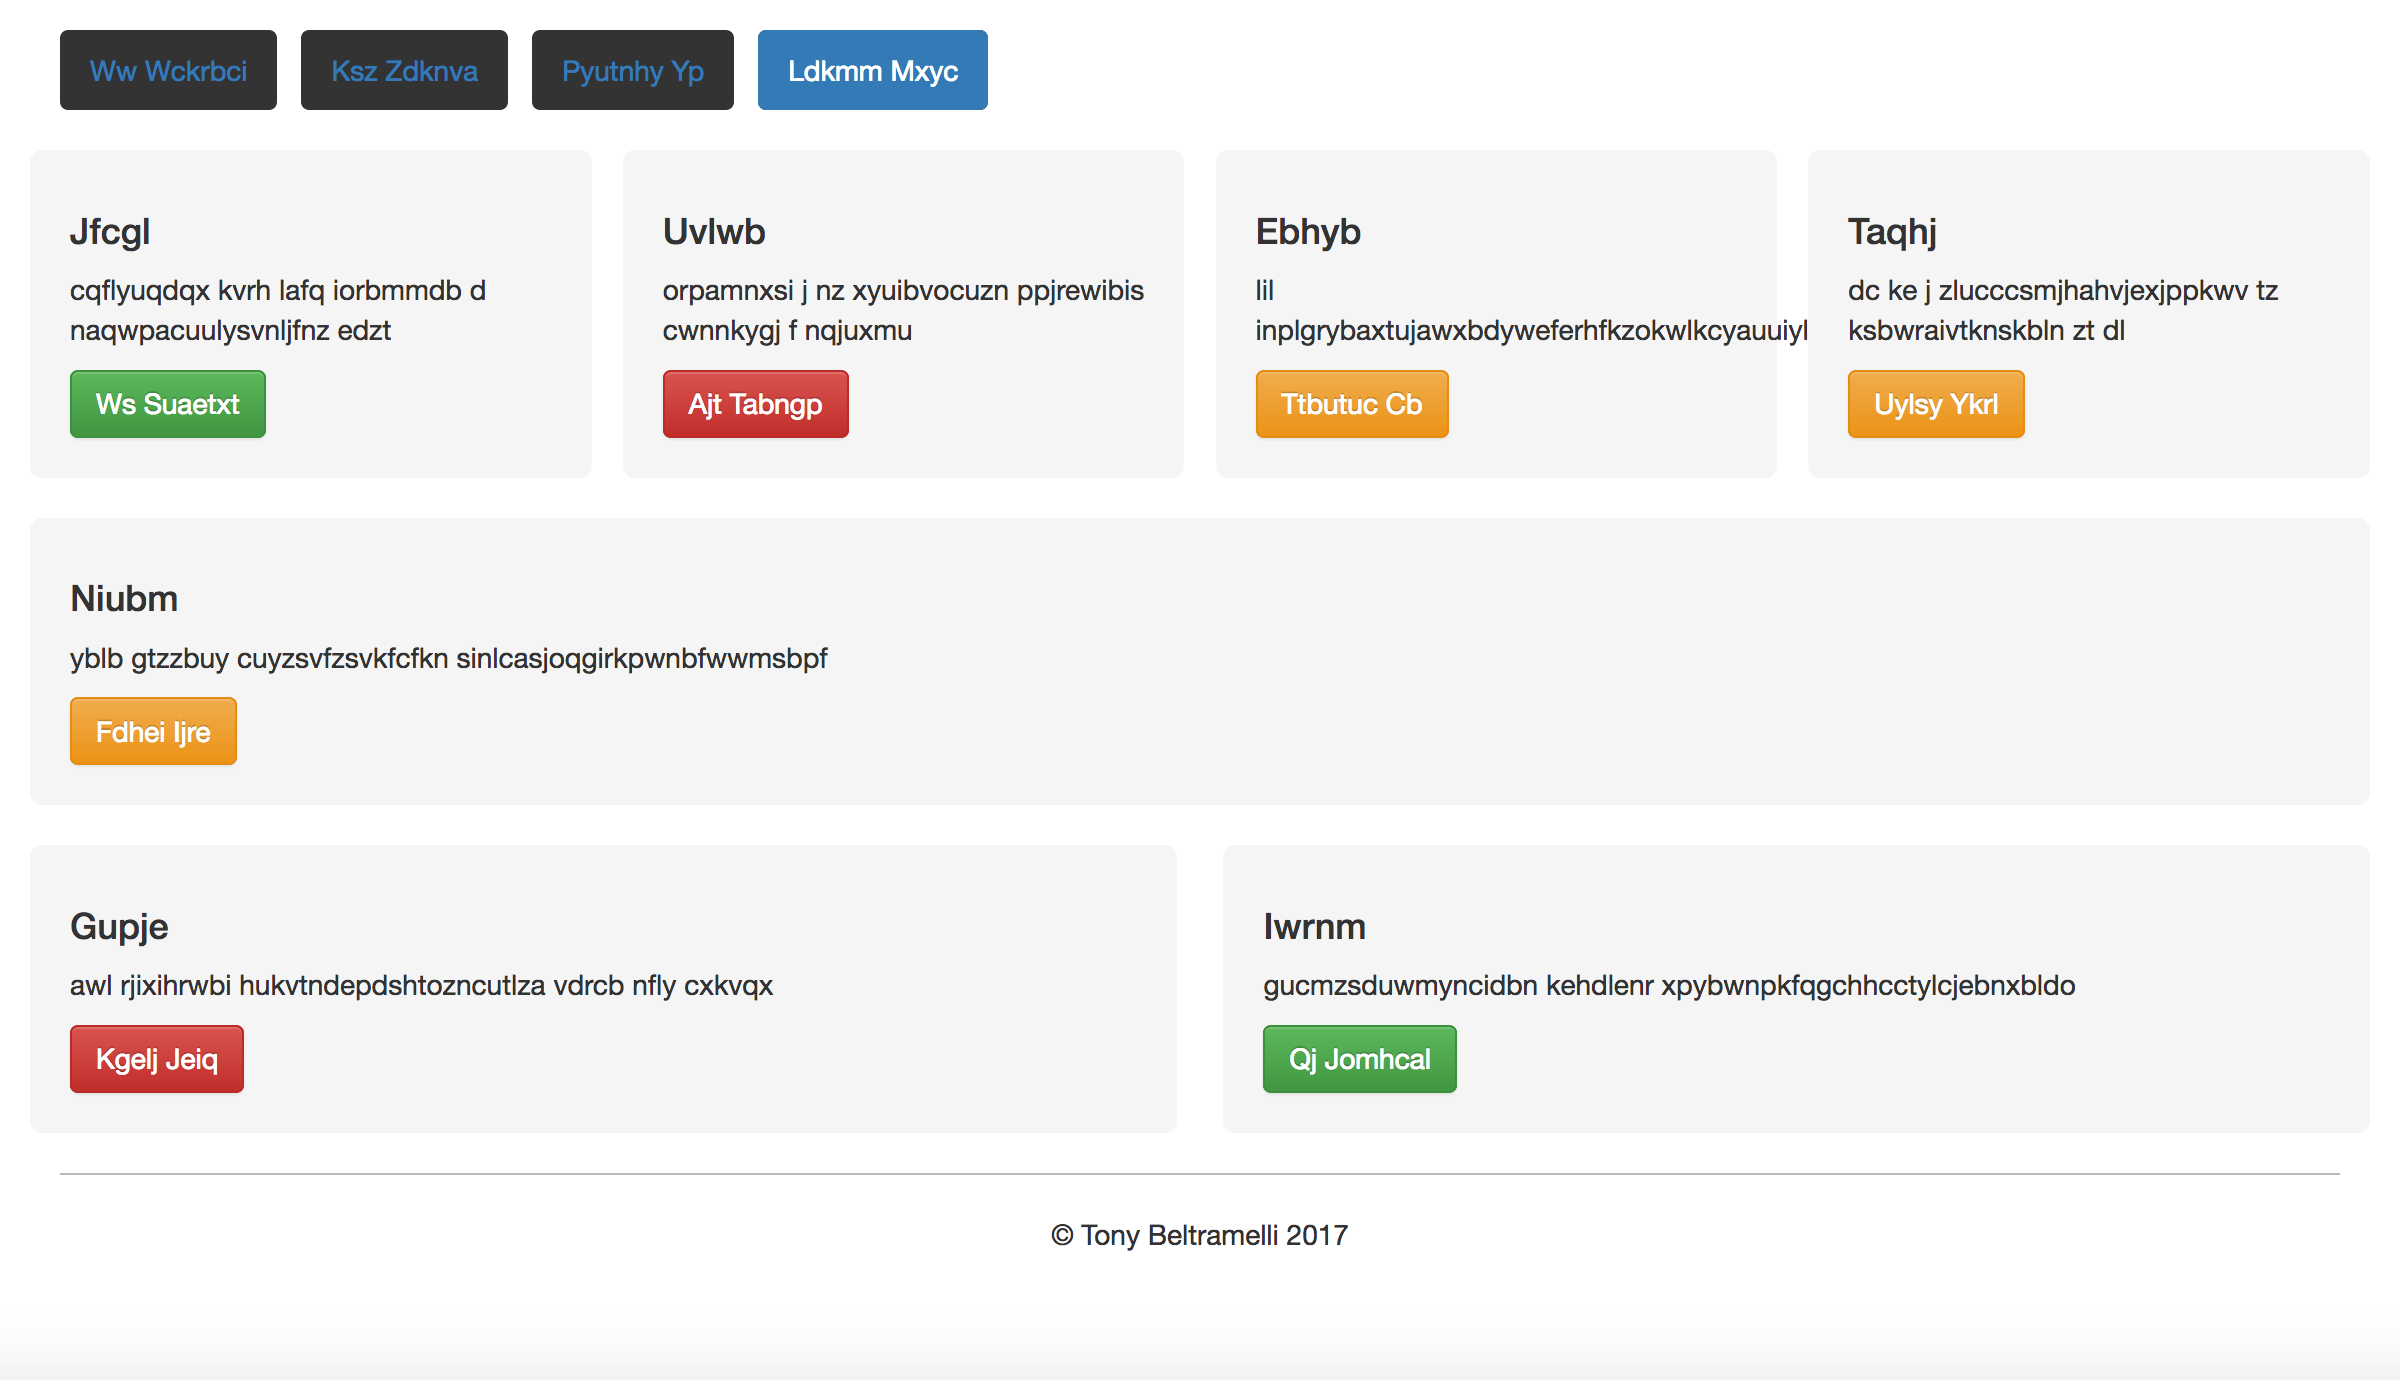 Ww Wckrbci
Ksz Zdknva
Pyutnhy Yp
Ldkmm Mxyc
Jfcgl
cqflyuqdqx kvrh lafq iorbmmdb d
naqwpacuulysvnljfnz edzt
Ws Suaetxt
Uvlwb
orpamnxsi j nz xyuibvocuzn ppjrewibis
cwnnkygj f nqjuxmu
Ajt Tabngp
Ebhyb
lil
Ttbutuc Cb
Taqhj
dc ke j zlucccsmjhahvjexjppkwv tz
ksbwraivtknskbln zt dl
Uylsy Ykrl
Niubm
yblb gtzzbuy cuyzsvfzsvkfcfkn sinlcasjoqgirkpwnbfwwmsbpf
Fdhei Ijre
Gupje
awl rjixihrwbi hukvtndepdshtozncutlza vdrcb nfly cxkvqx
Kgelj Jeiq
Iwrnm
gucmzsduwmyncidbn kehdlenr xpybwnpkfqgchhcctylcjebnxbldo
Qj Jomhcal
© Tony Beltramelli 2017